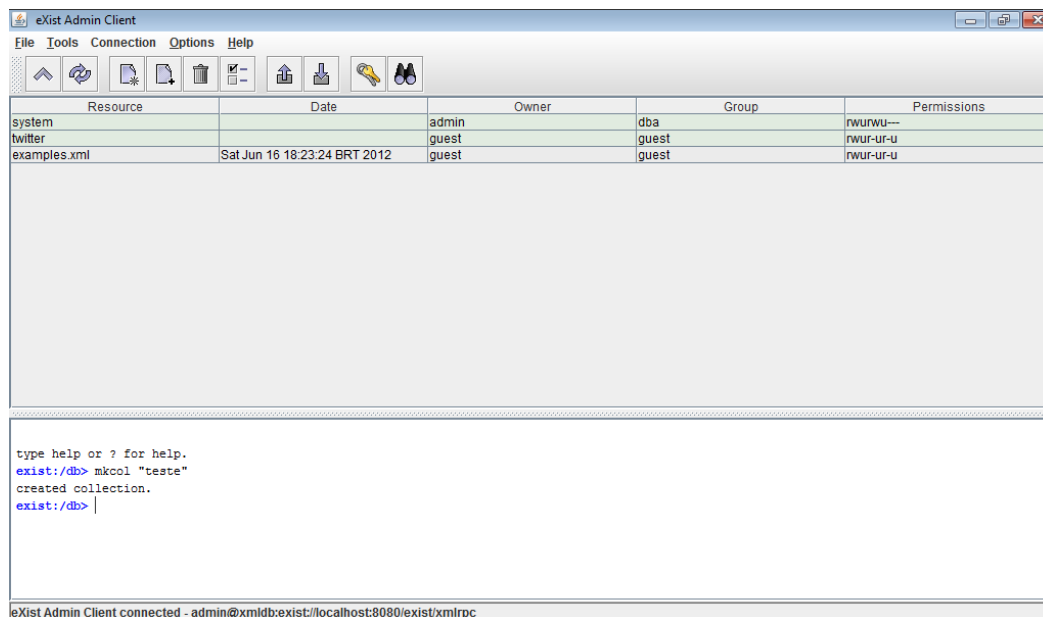 eXist Admin Client
File Tools Connection Options Help
Resource Date Owner Group Permissions
system admin dba rwurwu---
twitter guest guest rwur-ur-u
examples.xml Sat Jun 16 18:23:24 BRT 2012 guest guest rwur-ur-u
type help or ? for help.
exist:/db> mkcol "teste"
created collection.
exist:/db>
eXist Admin Client connected - admin@xmldb:exist://localhost:8080/exist/xmlrpc